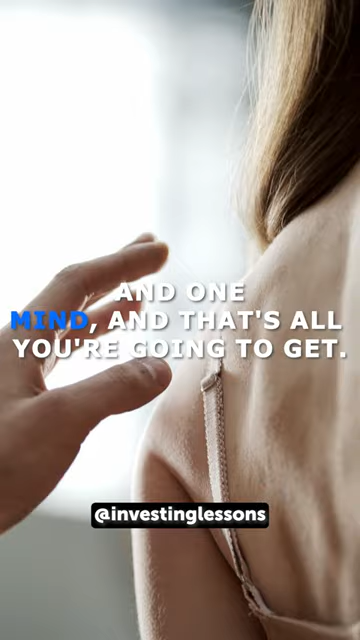 AND ONE
MIND, AND THAT'S ALL
YOU'RE GOING TO GET.
@investinglessons